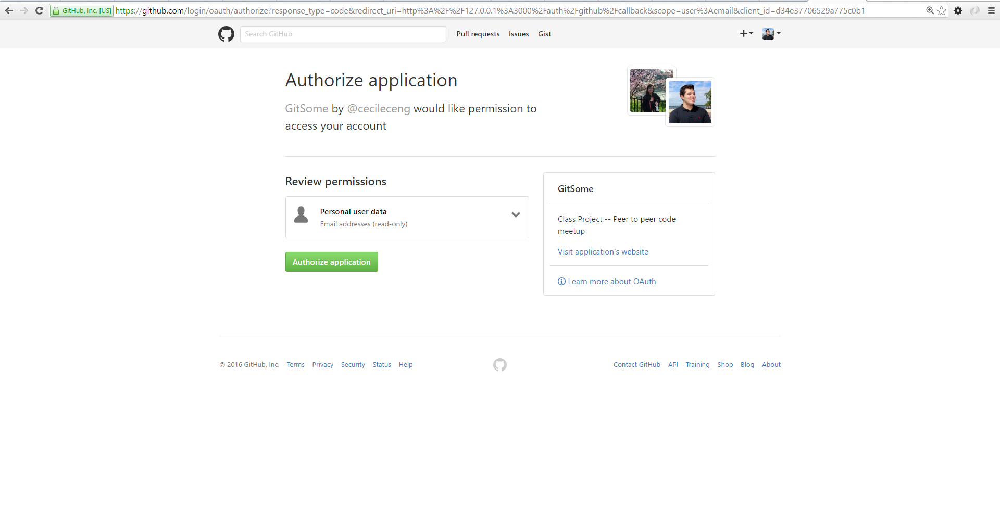 GitHub, Inc. [US] https://github.com/login/oauth/authorize?response_type=code&redirect_uri=http%3A%2F%2F127.0.0.1%3A3000%2Fauth%2Fgithub%2Fcallback&scope=user%3Aemail&client_id=d34e37706529a775c0b1
Search GitHub Pull requests Issues Gist
Authorize application
GitSome by @cecileceng would like permission to
access your account
Review permissions
Personal user data
Email addresses (read-only)
Authorize application
GitSome
Class Project -- Peer to peer code
meetup
Visit application's website
Learn more about OAuth
© 2016 GitHub, Inc. Terms Privacy Security Status Help Contact GitHub API Training Shop Blog About